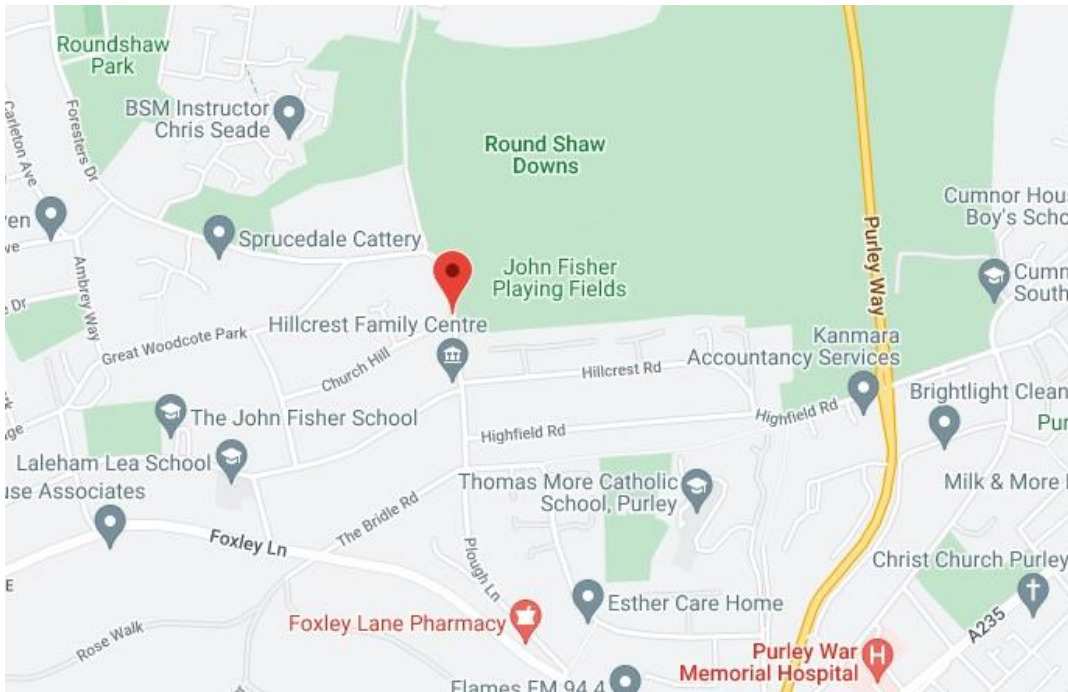 Roundshaw
Park
BSM Instructor
Chris Seade
Carleton Ave
Foresters Dr
Round Shaw
Downs
Cumnor Hou
Boy's Scho
Purley Way
Sprucedale Cattery
Ambrey Way
John Fisher
Playing Fields
Cumn
South
Hillcrest Family Centre
Great Woodcote Park
Church Hill
Kanmara
Accountancy Services
Hillcrest Rd
Brightlight Clean
The John Fisher School
Highfield Rd
Pur
Laleham Lea School
use Associates
Thomas More Catholic
School, Purley
Milk & More
The Bridle Rd
Foxley Ln
Plough Ln
Christ Church Purley
E
Esther Care Home
Foxley Lane Pharmacy
Rose Walk
A235
Purley War
Memorial Hospital
H
Flames FM 94.4